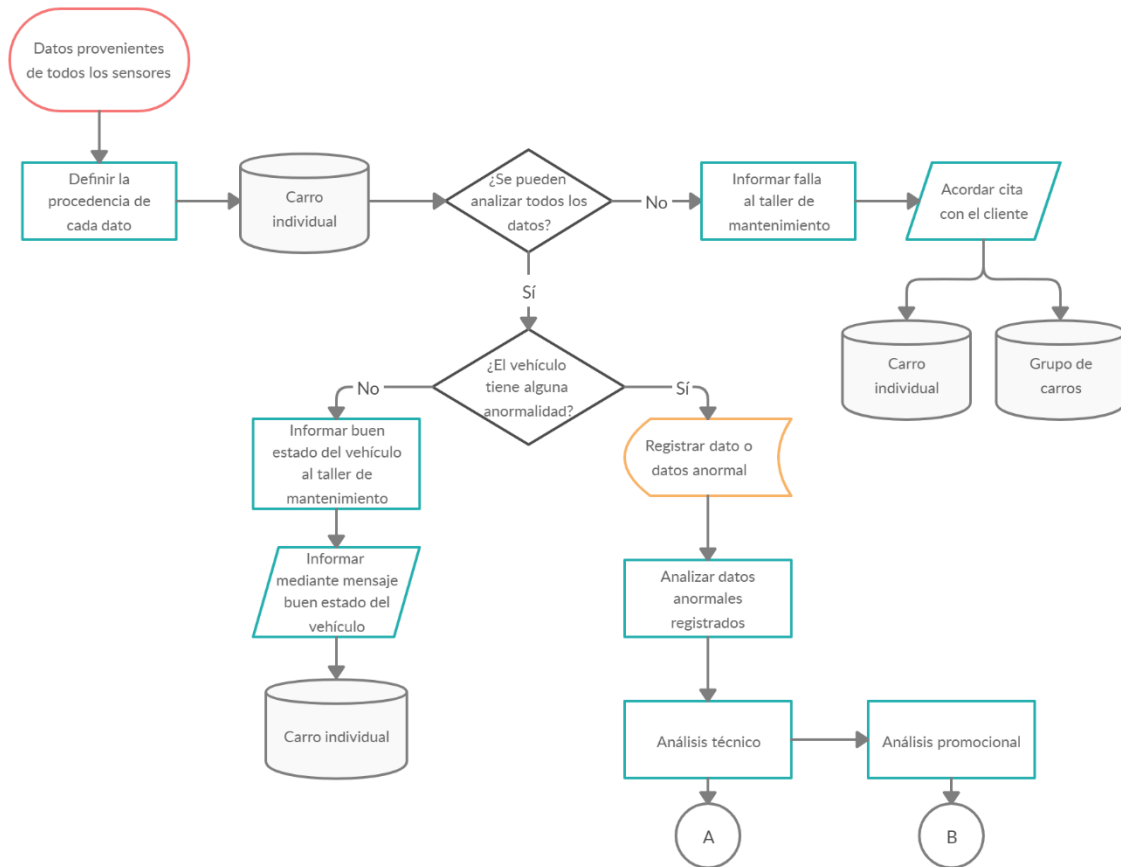 Datos provenientes
de todos los sensores
Definir la
procedencia de
cada dato
Carro
individual
¿Se pueden
analizar todos los
datos?
No
Informar falla
al taller de
mantenimiento
Acordar cita
con el cliente
Carro
individual
Grupo de
carros
Sí
¿El vehículo
tiene alguna
anormalidad?
No
Informar buen
estado del vehículo
al taller de
mantenimiento
Informar
mediante mensaje
buen estado del
vehículo
Carro individual
Sí
Registrar dato o
datos anormal
Analizar datos
anormales
registrados
Análisis técnico
Análisis promocional
A
B